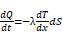 dQ/dt=-λ dT/dx dS